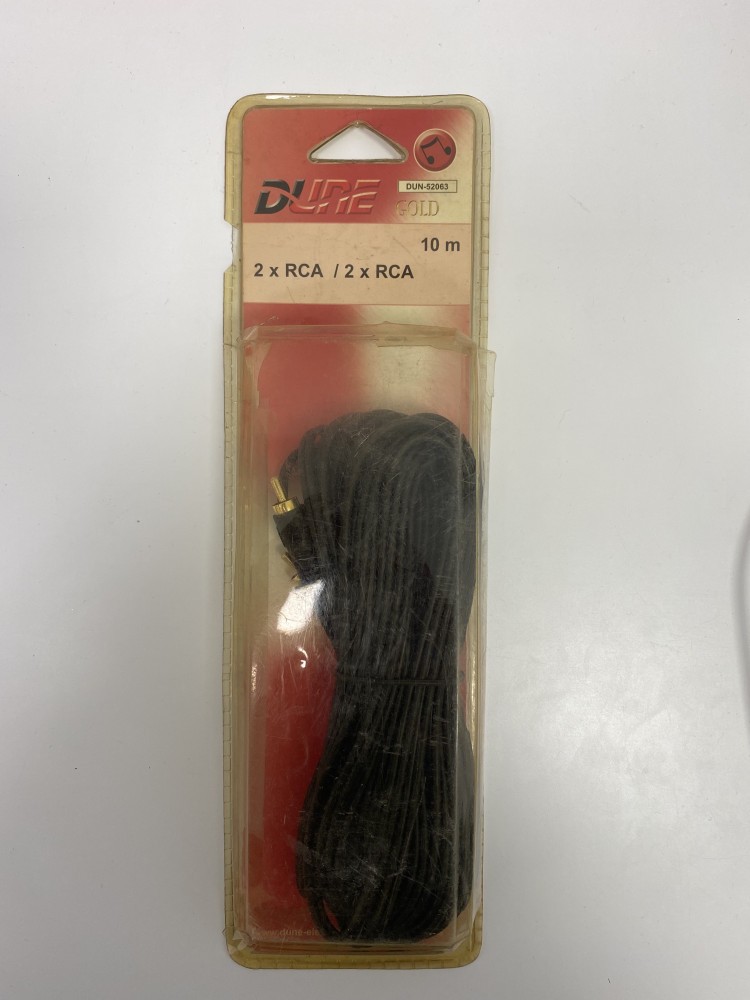 DUNE
DUN-52063
GOLD
10 m
2 x RCA / 2 x RCA